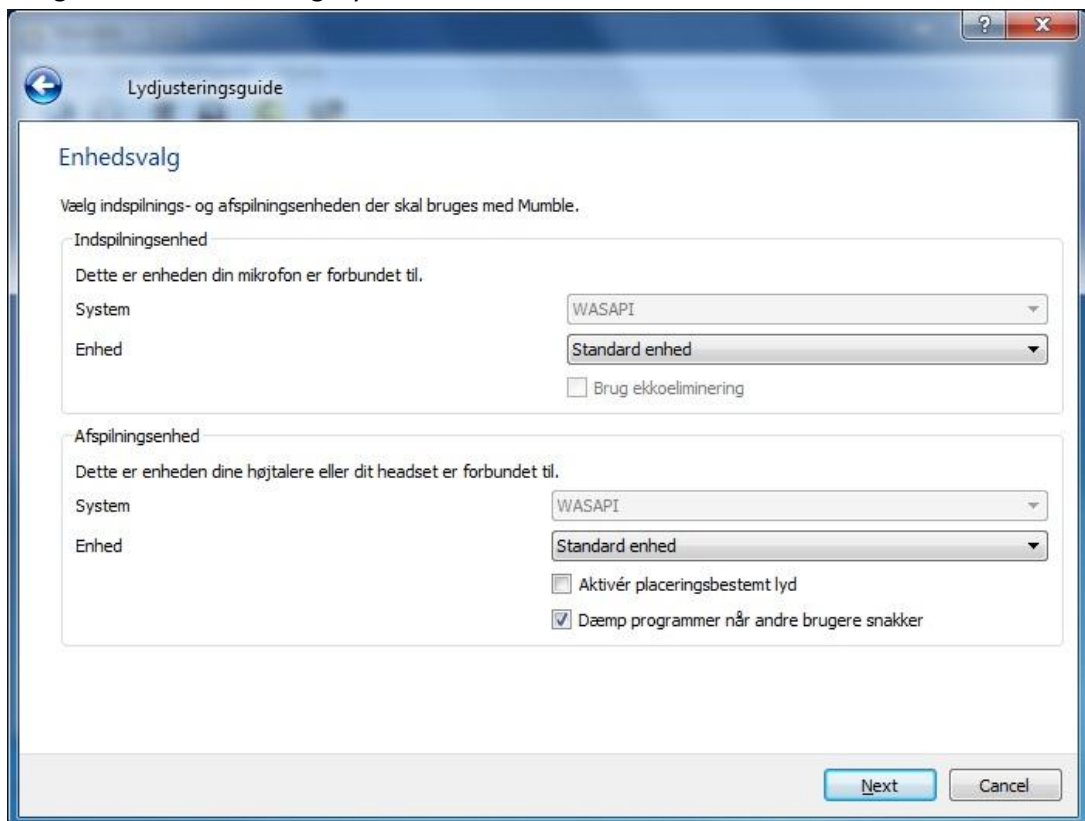 ?
X
Lydjusteringsguide
Enhedsvalg
Vælg indspilnings- og afspilningsenheden der skal bruges med Mumble.
Indspilningsenhed
Dette er enheden din mikrofon er forbundet til.
System WASAPI
Enhed Standard enhed
Brug ekkoeliminering
Afspilningsenhed
Dette er enheden dine højtalere eller dit headset er forbundet til.
System WASAPI
Enhed Standard enhed
Aktivér placeringsbestemt lyd
Dæmp programmer når andre brugere snakker
Next Cancel